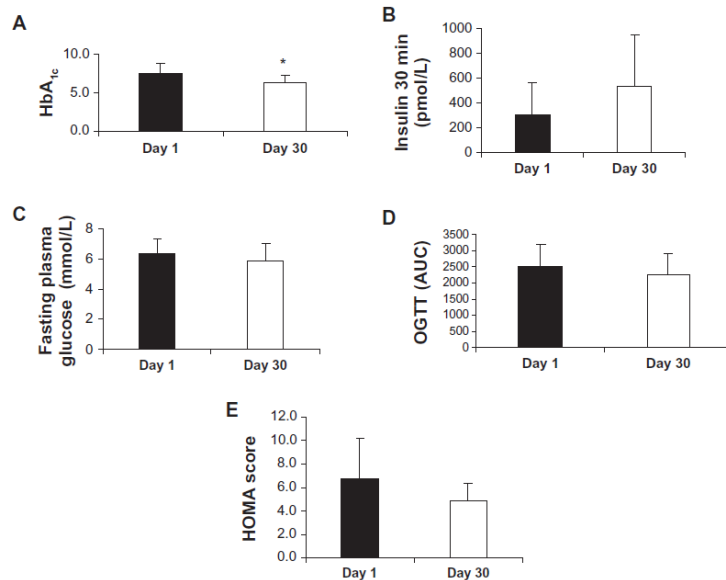 A
HbA1c
10.0
5.0
0.0
*
Day 1
Day 30
B
Insulin 30 min
(pmol/L)
1000
800
600
400
200
0
Day 1
Day 30
C
Fasting plasma
glucose (mmol/L)
8
6
4
2
0
Day 1
Day 30
D
OGTT (AUC)
3500
3000
2500
2000
1500
1000
500
0
Day 1
Day 30
E
HOMA score
12.0
10.0
8.0
6.0
4.0
2.0
0.0
Day 1
Day 30